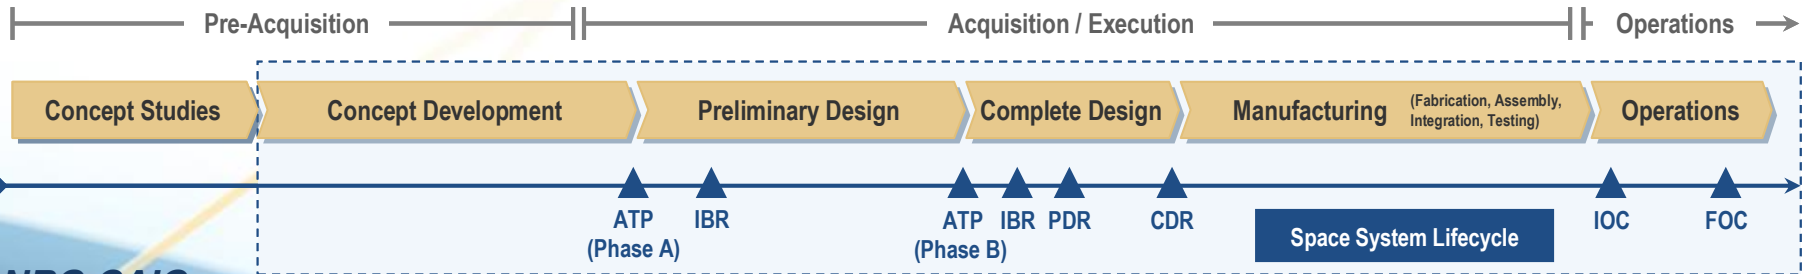 Pre-Acquisition
Acquisition / Execution
Operations
Concept Studies
Concept Development
Preliminary Design
Complete Design
Manufacturing
(Fabrication, Assembly,
Integration, Testing)
Operations
ATP
(Phase A)
IBR
ATP
(Phase B)
IBR
PDR
CDR
Space System Lifecycle
IOC
FOC